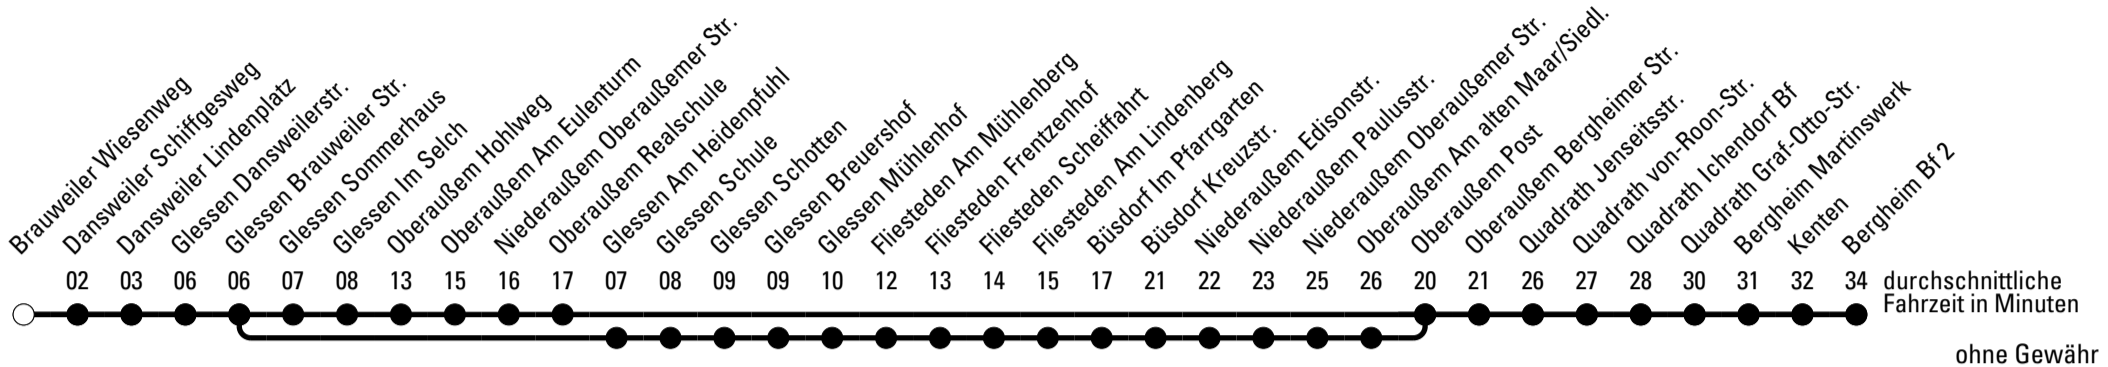 Brauweiler Wiesenweg
Dansweiler Schiffgesweg
Dansweiler Lindenplatz
Glessen Dansweilerstr.
Glessen Brauweiler Str.
Glessen Sommerhaus
Glessen Im Selch
Oberaußem Hohlweg
Oberaußem Am Eulenturm
Niederaußem Oberaußemer Str.
Oberaußem Realschule
Glessen Am Heidenpfuhl
Glessen Schule
Glessen Schotten
Glessen Breuershof
Glessen Mühlenhof
Fliesteden Am Mühlenberg
Fliesteden Frentzenhof
Fliesteden Scheiffahrt
Fliesteden Am Lindenberg
Büsdorf Im Pfarrgarten
Büsdorf Kreuzstr.
Niederaußem Edisonstr.
Niederaußem Paulusstr.
Niederaußem Oberaußemer Str.
Oberaußem Am alten Maar/Siedl.
Oberaußem Post
Oberaußem Bergheimer Str.
Quadrath Jenseitsstr.
Quadrath von-Roon-Str.
Quadrath Ichendorf Bf
Quadrath Graf-Otto-Str.
Bergheim Martinswerk
Kenten
Bergheim Bf 2
02 03 06 06 07 08 13 15 16 17 07 08 09 09 10 12 13 14 15 17 21 22 23 25 26 20 21 26 27 28 30 31 32 34 durchschnittliche
Fahrzeit in Minuten
ohne Gewähr